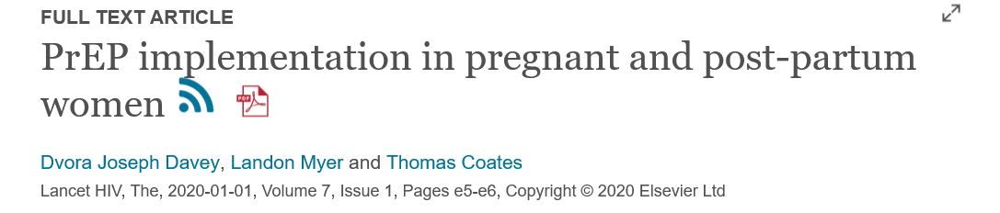 FULL TEXT ARTICLE
PrEP implementation in pregnant and post-partum
women PDF
Dvora Joseph Davey, Landon Myer and Thomas Coates
Lancet HIV, The, 2020-01-01, Volume 7, Issue 1, Pages e5-e6, Copyright © 2020 Elsevier Ltd